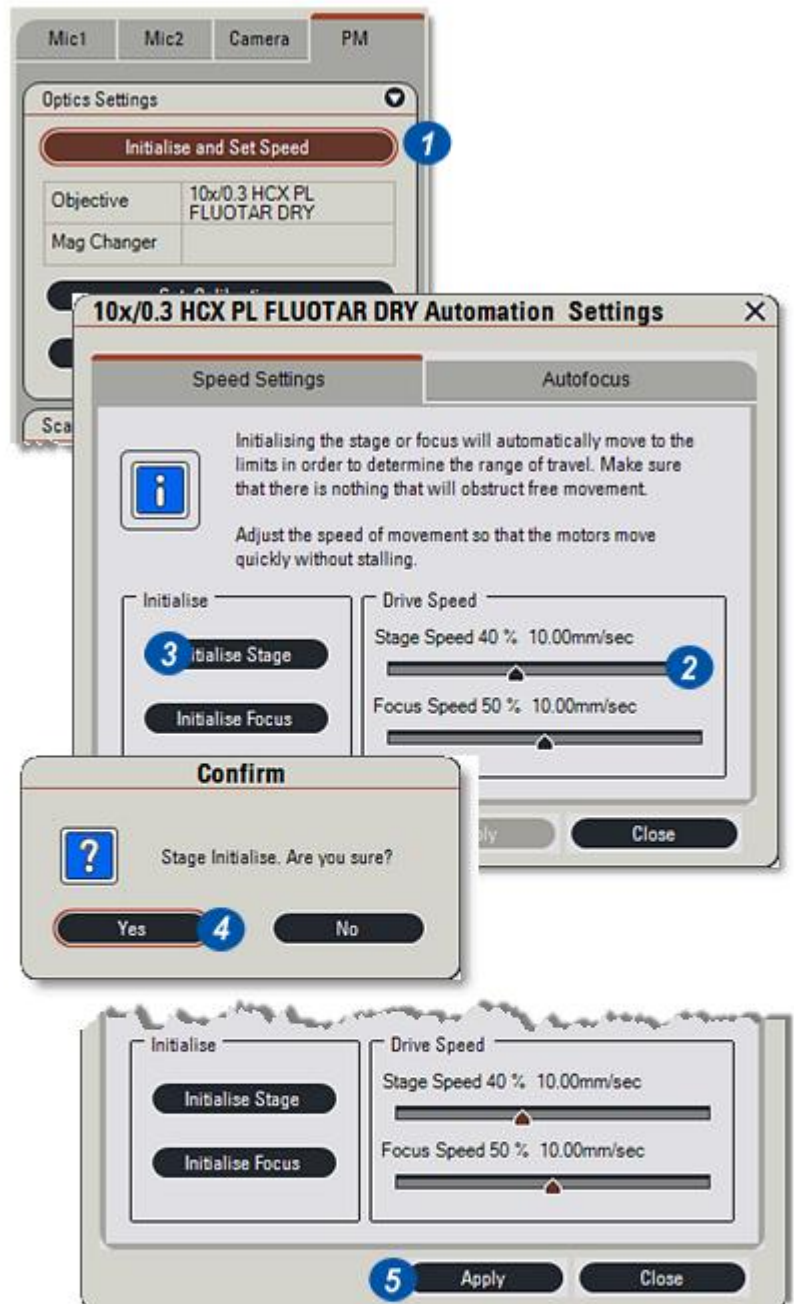 Mic1 Mic2 Camera PM
Optics Settings
Initialise and Set Speed
1
Objective
10x/0.3 HCX PL
FLUOTAR DRY
Mag Changer
10x/0.3 HCX PL FLUOTAR DRY Automation Settings
Speed Settings
Autofocus
Initialising the stage or focus will automatically move to the
limits in order to determine the range of travel. Make sure
that there is nothing that will obstruct free movement.
Adjust the speed of movement so that the motors move
quickly without stalling.
Initialise
3
Initialise Stage
Initialise Focus
Drive Speed
Stage Speed 40 % 10.00mm/sec
2
Focus Speed 50 % 10.00mm/sec
Close
Confirm
Stage Initialise. Are you sure?
Yes
4
No
Initialise
Initialise Stage
Initialise Focus
Drive Speed
Stage Speed 40 % 10.00mm/sec
Focus Speed 50 % 10.00mm/sec
5
Apply
Close